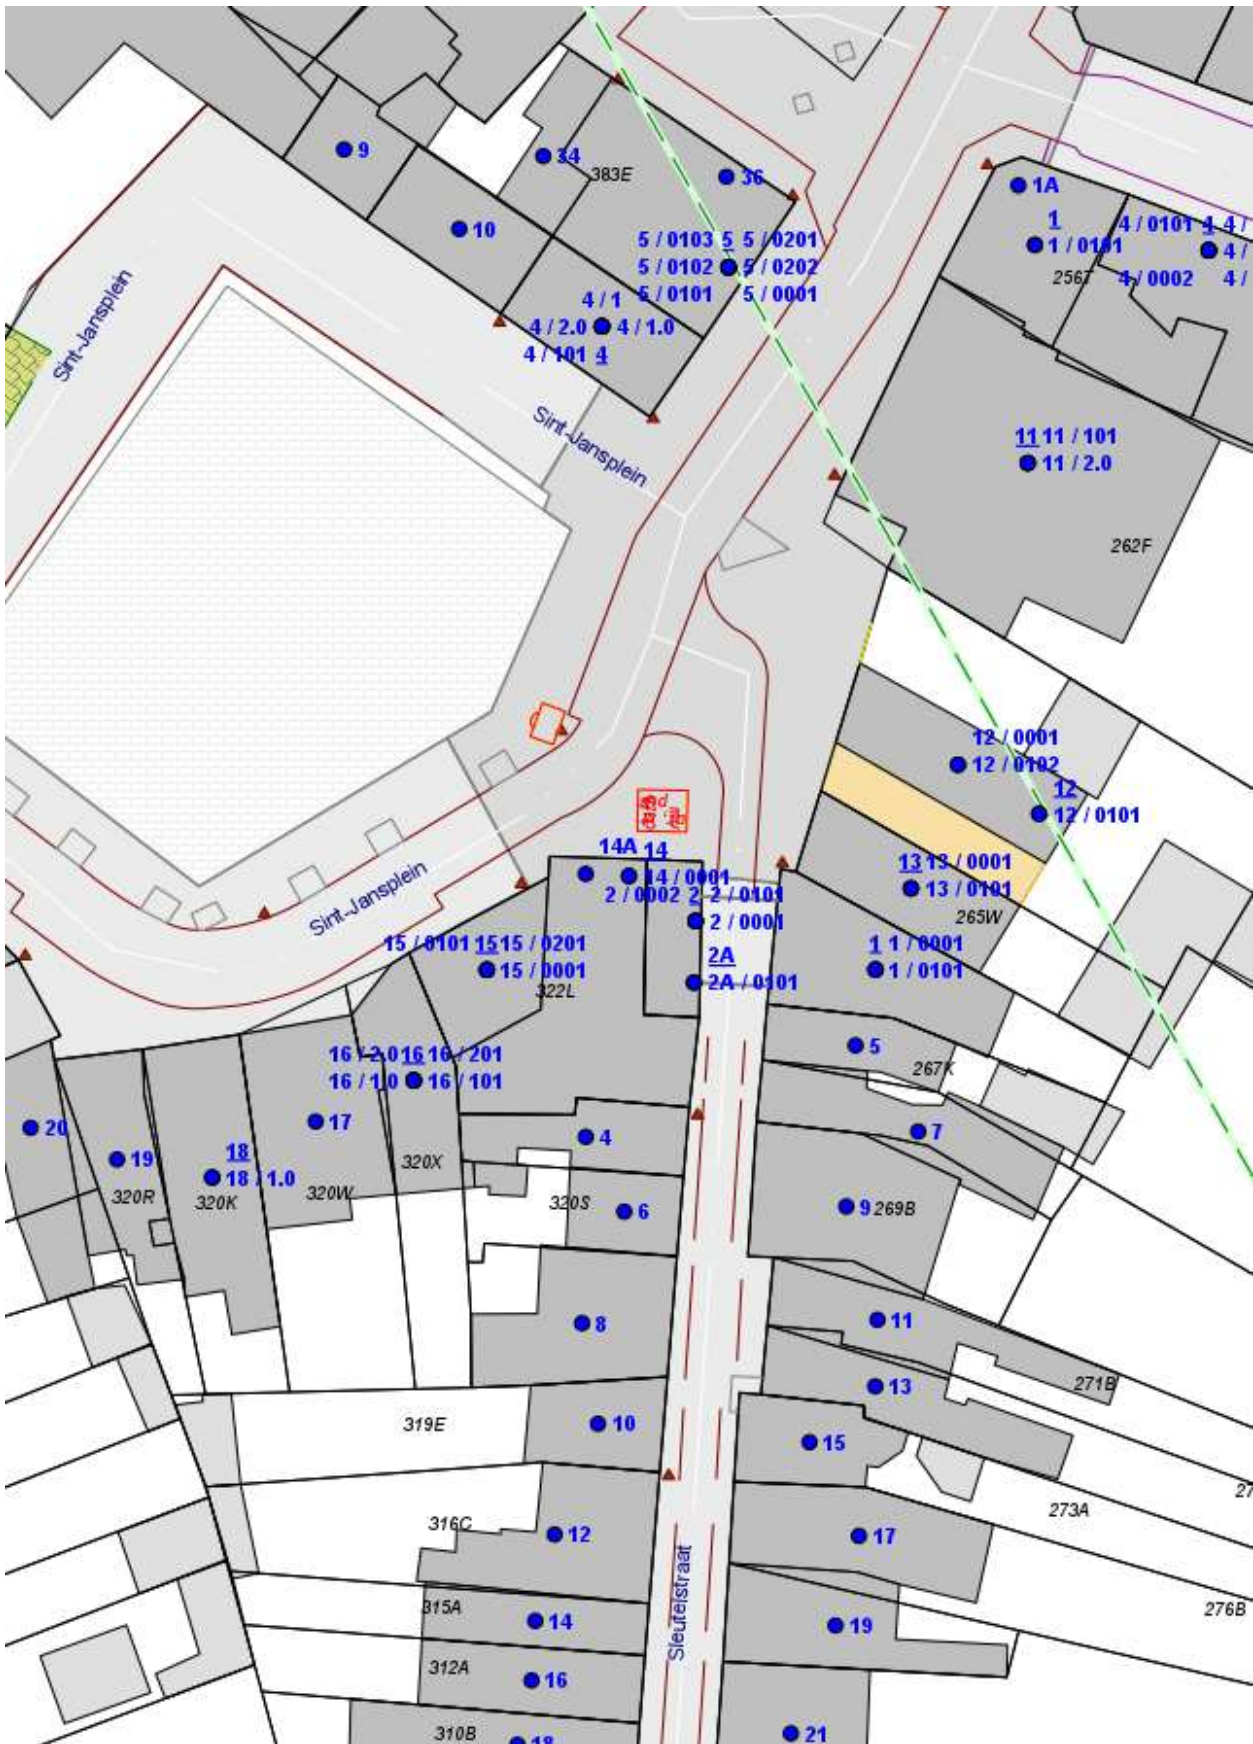 9
34
383E
36
10
1A
1
1 / 0101
256T
4 / 0101 4 4 /
4 /
4 / 0002 4 /
5 / 0103 5 5 / 0201
5 / 0102 5 / 0202
5 / 0101 5 / 0001
4 / 1
4 / 2.0 4 / 1.0
4 / 101 4
Sint-Jansplein
Sint-Jansplein
11 11 / 101
11 / 2.0
262F
12 / 0001
12 / 0102
12
12 / 0101
14A 14
14 / 0001
2 / 0002 2 2 / 0101
2 / 0001
13 13 / 0001
13 / 0101
265W
Sint-Jansplein
15 / 0101 15 15 / 0201
15 / 0001
322L
2A
2A / 0101
1 1 / 0001
1 / 0101
16 / 2.0 16 16 / 201
16 / 1.0 16 / 101
5
267K
20
19
17
18
18 / 1.0
320R
320K
320W
320X
4
320S
6
7
9
269B
8
11
13
271B
319E
10
15
316C
12
17
273A
27
315A
14
Sleutelstraat
19
276B
312A
16
310B
18
21